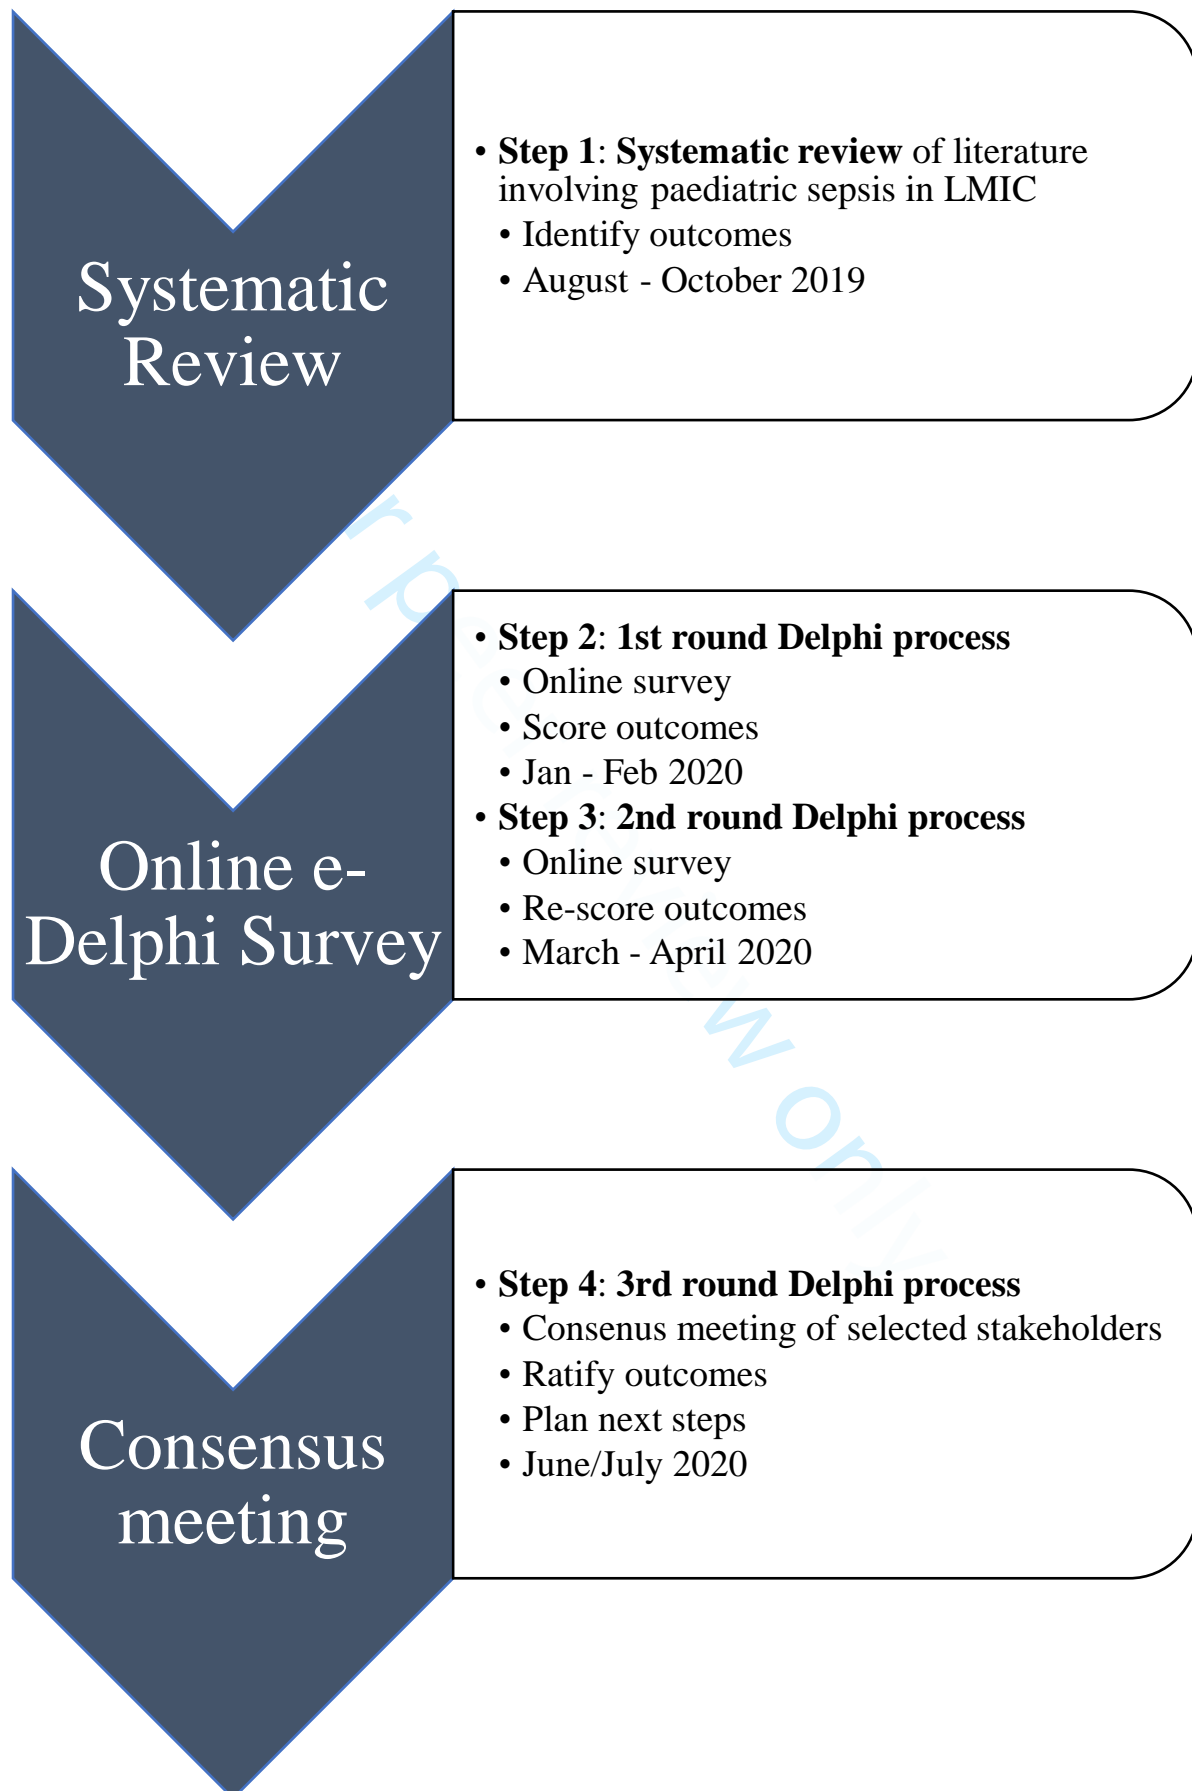 Systematic
Review
• Step 1: Systematic review of literature
involving paediatric sepsis in LMIC
• Identify outcomes
• August - October 2019
Online e-
Delphi Survey
• Step 2: 1st round Delphi process
• Online survey
• Score outcomes
• Jan - Feb 2020
• Step 3: 2nd round Delphi process
• Online survey
• Re-score outcomes
• March - April 2020
Consensus
meeting
• Step 4: 3rd round Delphi process
• Consenus meeting of selected stakeholders
• Ratify outcomes
• Plan next steps
• June/July 2020
r peer review only